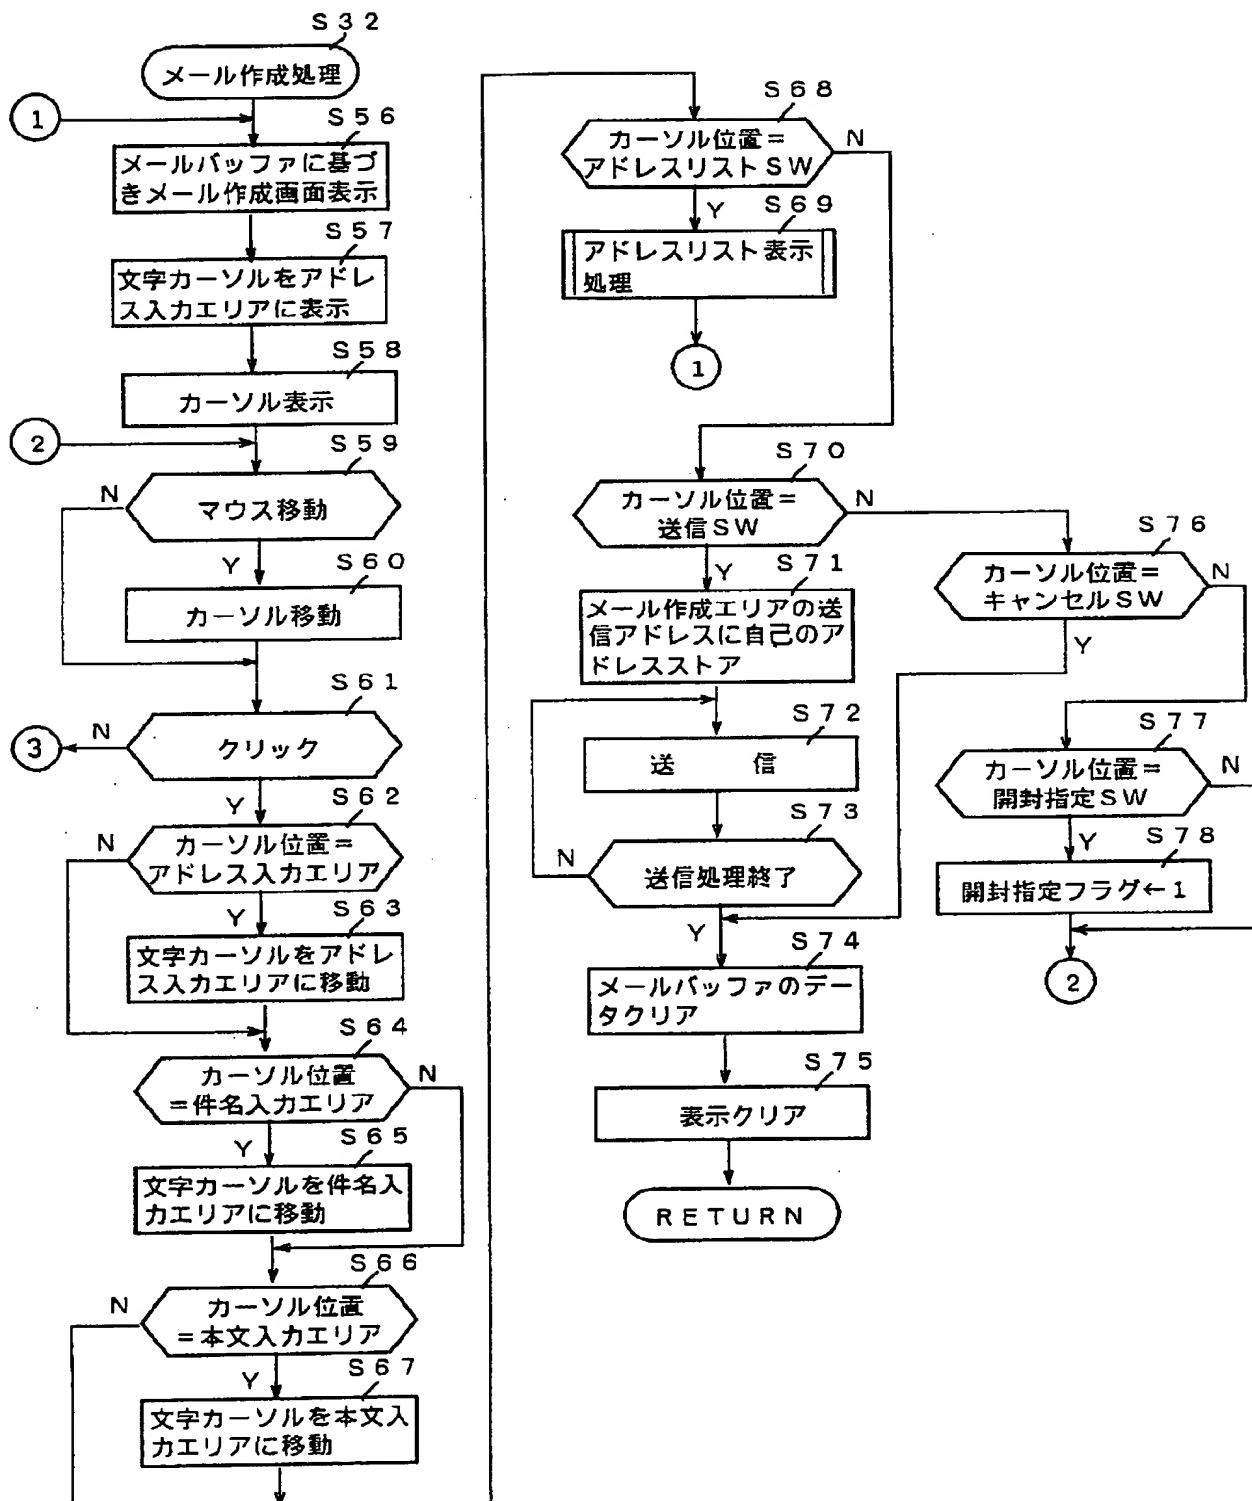 S32
メール作成処理
1
S56
メールバッファに基づ
きメール作成画面表示
S57
文字カーソルをアドレ
ス入力エリアに表示
S58
カーソル表示
2
S59
N
マウス移動
Y
S60
カーソル移動
S61
3
N
クリック
Y
S62
N
カーソル位置=
アドレス入力エリア
Y
S63
文字カーソルをアドレ
ス入力エリアに移動
S64
カーソル位置
=件名入力エリア
N
Y
S65
文字カーソルを件名入
力エリアに移動
S66
N
カーソル位置
=本文入力エリア
Y
S67
文字カーソルを本文入
力エリアに移動
S68
カーソル位置=
アドレスリストSW
N
Y
S69
アドレスリスト表示
処理
1
S70
カーソル位置=
送信SW
N
Y
S71
メール作成エリアの送
信アドレスに自己のア
ドレスストア
S72
送信
S73
N
送信処理終了
Y
S74
メールバッファのデー
タクリア
S75
表示クリア
RETURN
S76
カーソル位置=
キャンセルSW
N
Y
S77
カーソル位置=
開封指定SW
N
Y
S78
開封指定フラグ←1
2